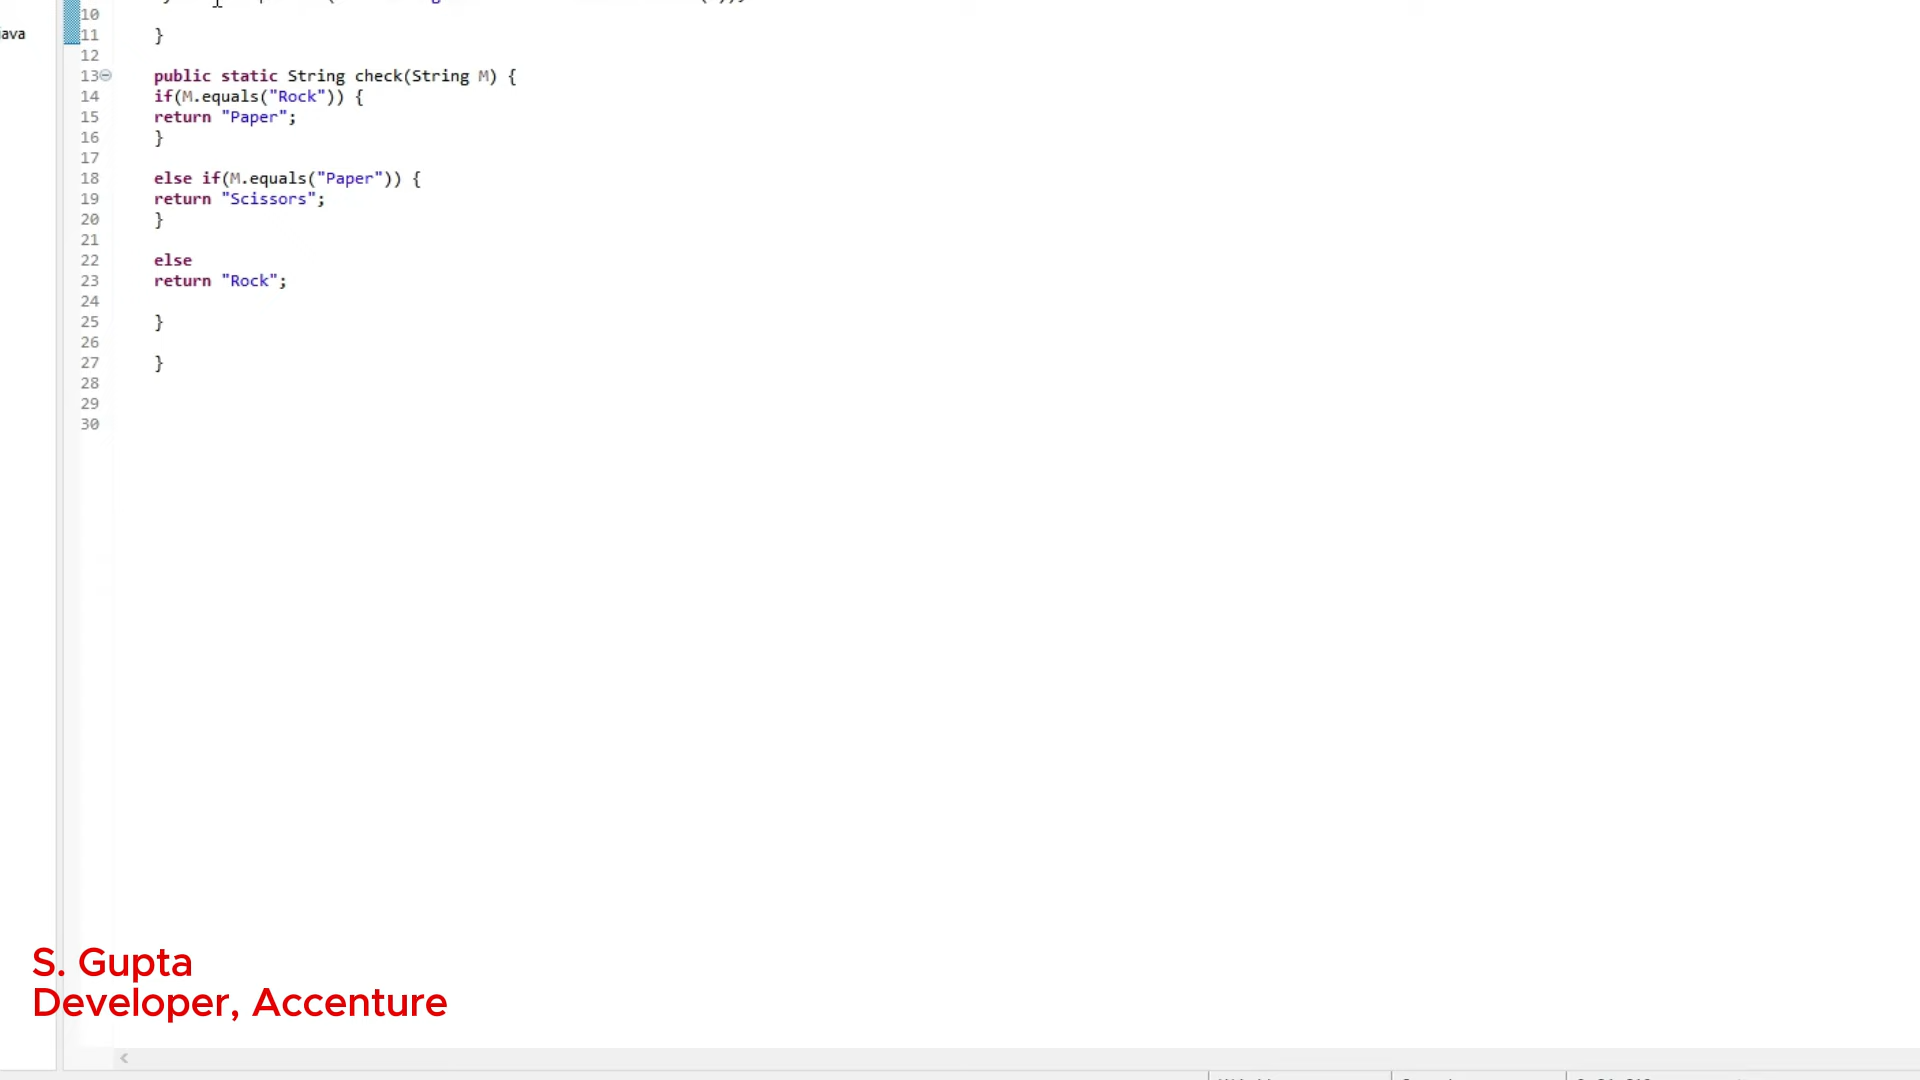 10
java
11 }
12
13 public static String check(String M) {
14 if(M.equals("Rock")) {
15 return "Paper";
16 }
17
18 else if(M.equals("Paper")) {
19 return "Scissors";
20 }
21
22 else
23 return "Rock";
24
25 }
26
27 }
28
29
30
S. Gupta
Developer, Accenture